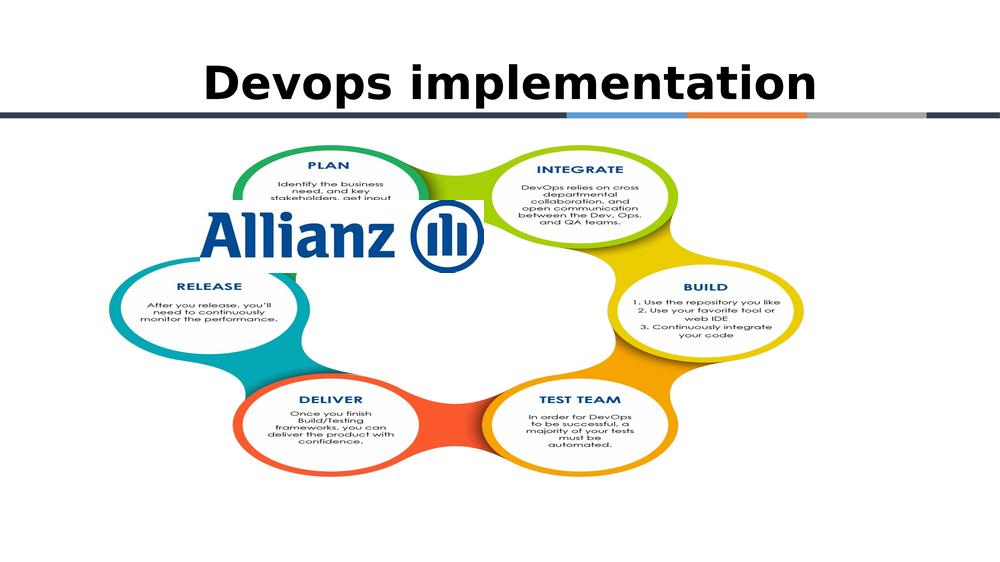 Devops implementation
PLAN
Identify the business
need, and key
stakeholders, get input
INTEGRATE
DevOps relies on cross
departmental
collaboration, and
open communication
between the Dev, Ops,
and QA teams.
Allianz
RELEASE
After you release, you'll
need to continuously
monitor the performance.
BUILD
1. Use the repository you like
2. Use your favorite tool or
web IDE
3. Continuously integrate
your code
DELIVER
Once you finish
Build/Testing
frameworks, you can
deliver the product with
confidence.
TEST TEAM
In order for DevOps
to be successful, a
majority of your tests
must be
automated.